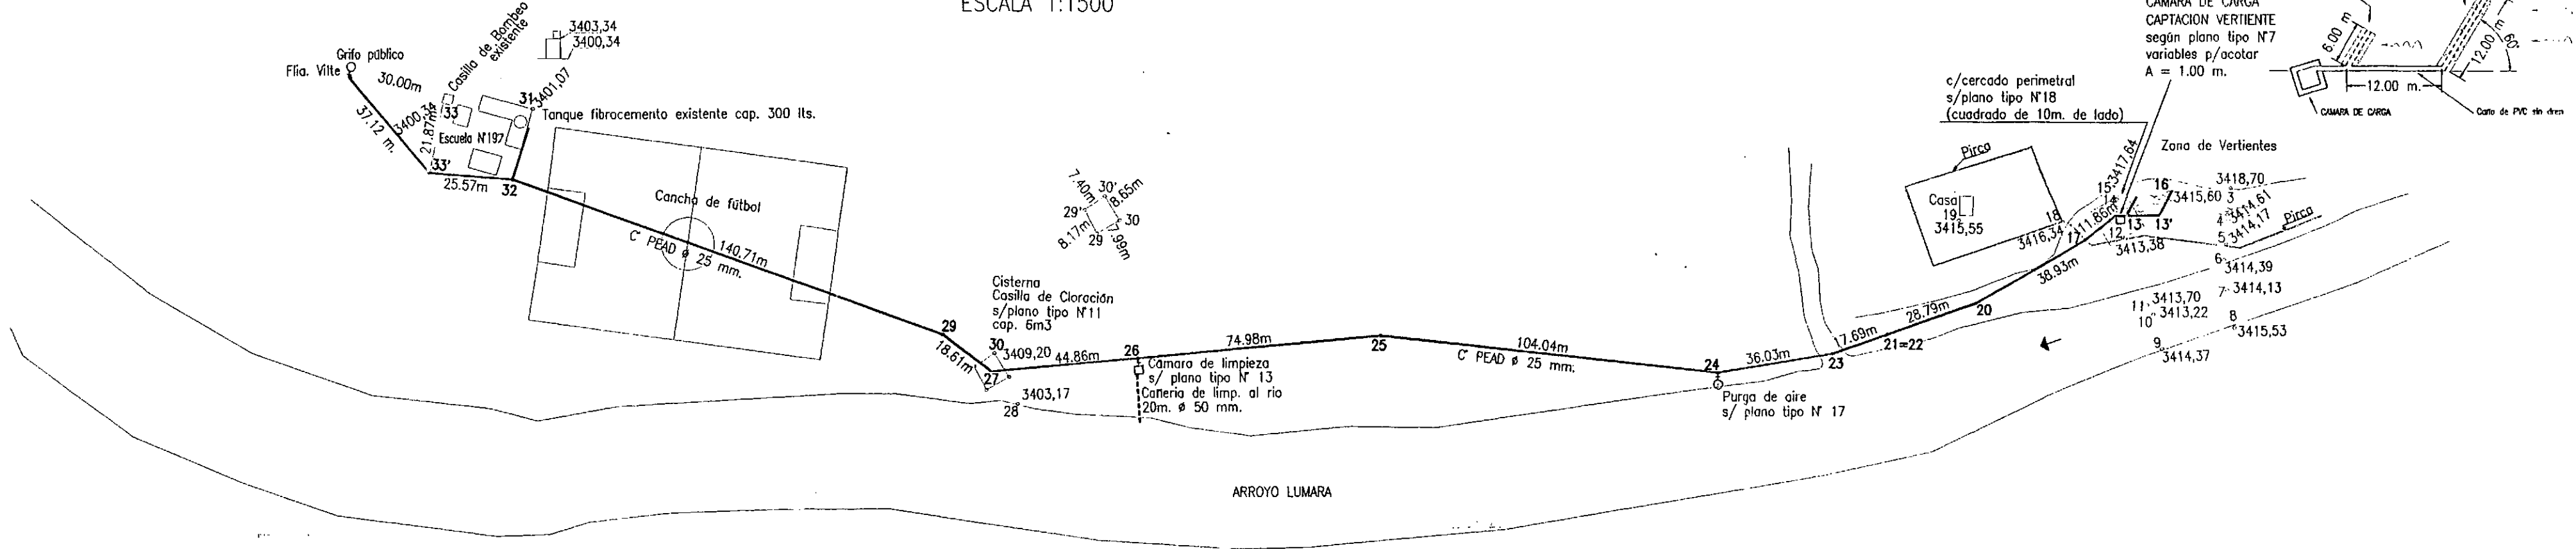 ESCALA 1:1500
Grifo público
Flia. Vilte
30.00m
Casilla de Bombeo
existente
3403,34
3400,34
37.12 m.
3400,34
21.87m
33
Escuela N°197
31
3401,07
Tanque fibrocemento existente cap. 300 lts.
33'
25.57m
32
Cancha de fútbol
C° PEAD ø 25 mm.
140.71m
7.40m
30'
8.65m
29'
30
8.17m
29
7.99m
Cisterna
Casilla de Cloración
s/plano tipo N°11
cap. 6m3
29
18.61m
30
3409,20
27
44.86m
3403,17
28
26
Cámara de limpieza
s/ plano tipo N° 13
Cañeria de limp. al rio
20m. ø 50 mm.
74.98m
25
104.04m
C° PEAD ø 25 mm.
24
36.03m
Purga de aire
s/ plano tipo N° 17
23
17.69m
21=22
28.79m
20
38.93m
ARROYO LUMARA
CAMARA DE CARGA
CAPTACION VERTIENTE
según plano tipo N°7
variables p/acotar
A = 1.00 m.
c/cercado perimetral
s/plano tipo N°18
(cuadrado de 10m. de lado)
Pirca
Casa
19
3415,55
18
3416,34
17
11.86m
15
14
3417,64
16
Zona de Vertientes
3418,70
3415,60
3
12
13
13'
3413,38
4
3414,61
5
3414,17
Pirca
6
3414,39
7
3414,13
11
3413,70
10
3413,22
8
3415,53
9
3414,37
6.00 m
12.00 m.
12.00 m
60°
CAMARA DE CARGA
Caño de PVC sin dren